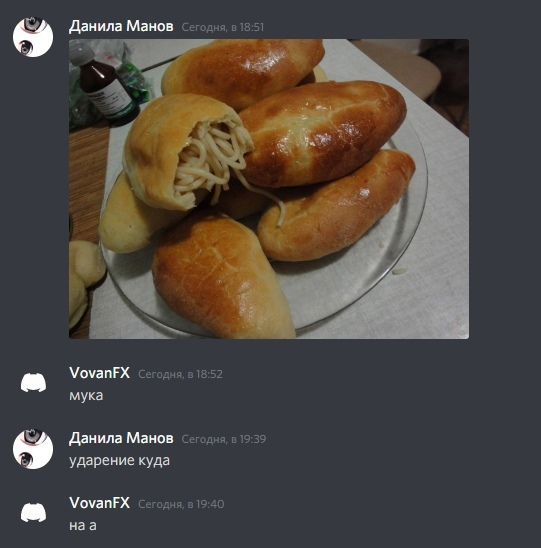 Данила Манов Сегодня, в 18:51
VovanFX Сегодня, в 18:52
мука
Данила Манов Сегодня, в 19:39
ударение куда
VovanFX Сегодня, в 19:40
на а